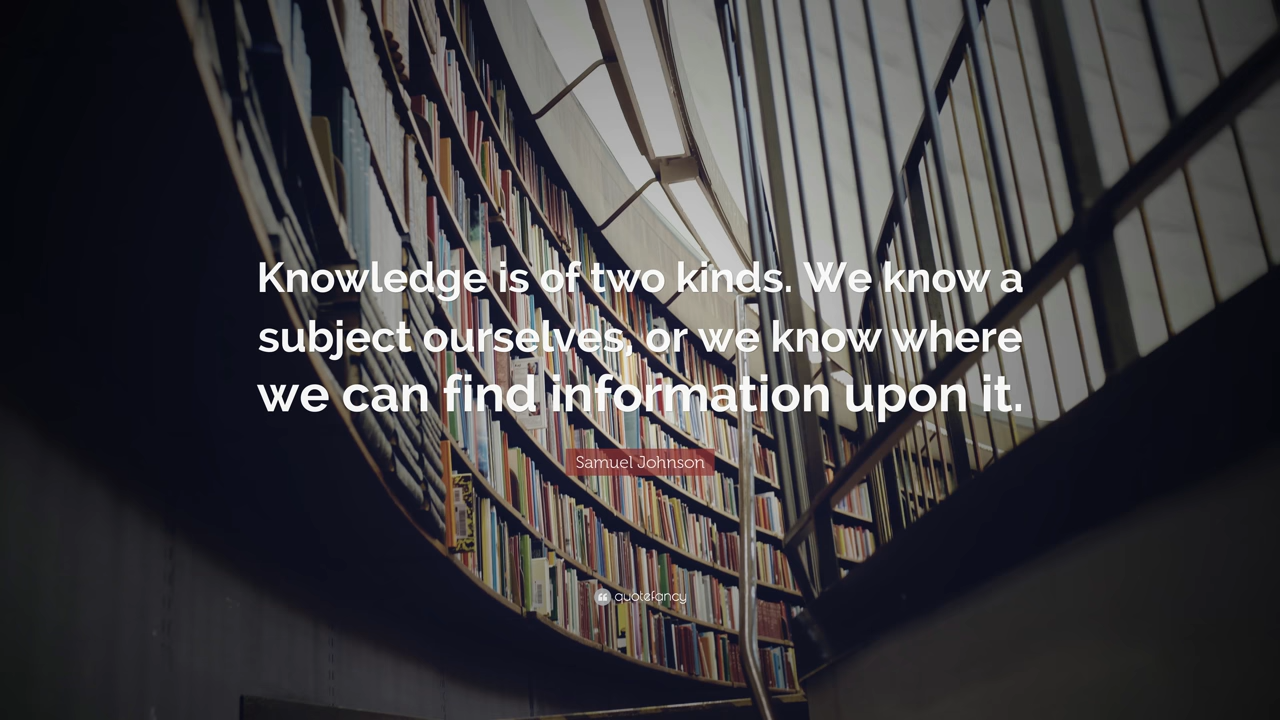 Knowledge is of two kinds. We know a
subject ourselves, or we know where
we can find information upon it.
Samuel Johnson
quotefancy